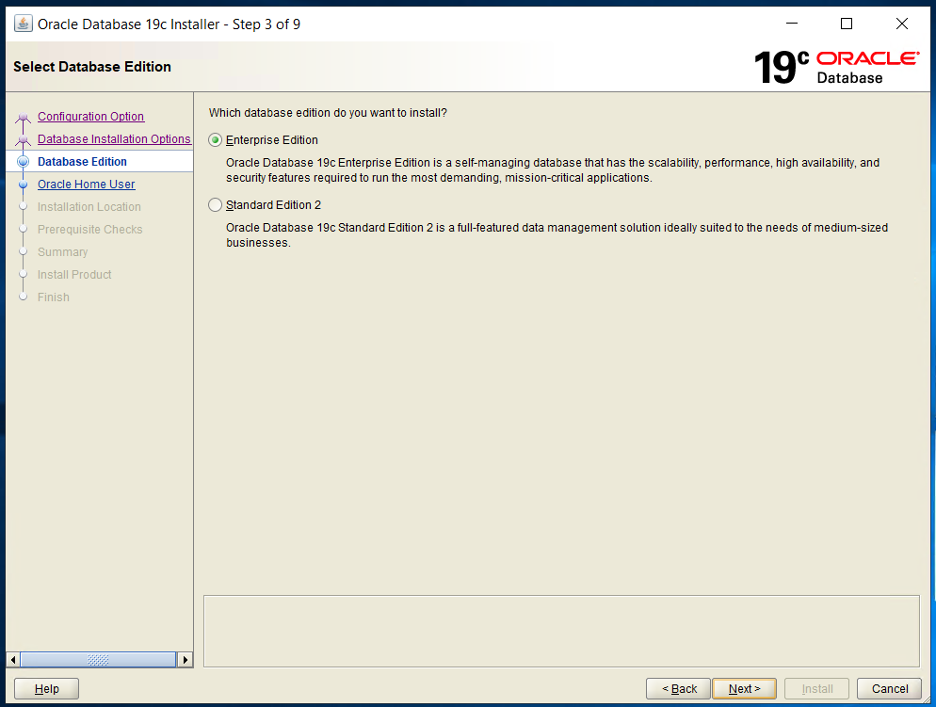 Oracle Database 19c Installer - Step 3 of 9
Select Database Edition
19c ORACLE
Database
Configuration Option
Database Installation Options
Database Edition
Oracle Home User
Installation Location
Prerequisite Checks
Summary
Install Product
Finish
Which database edition do you want to install?
Enterprise Edition
Oracle Database 19c Enterprise Edition is a self-managing database that has the scalability, performance, high availability, and
security features required to run the most demanding, mission-critical applications.
Standard Edition 2
Oracle Database 19c Standard Edition 2 is a full-featured data management solution ideally suited to the needs of medium-sized
businesses.
Help
< Back
Next >
Install
Cancel